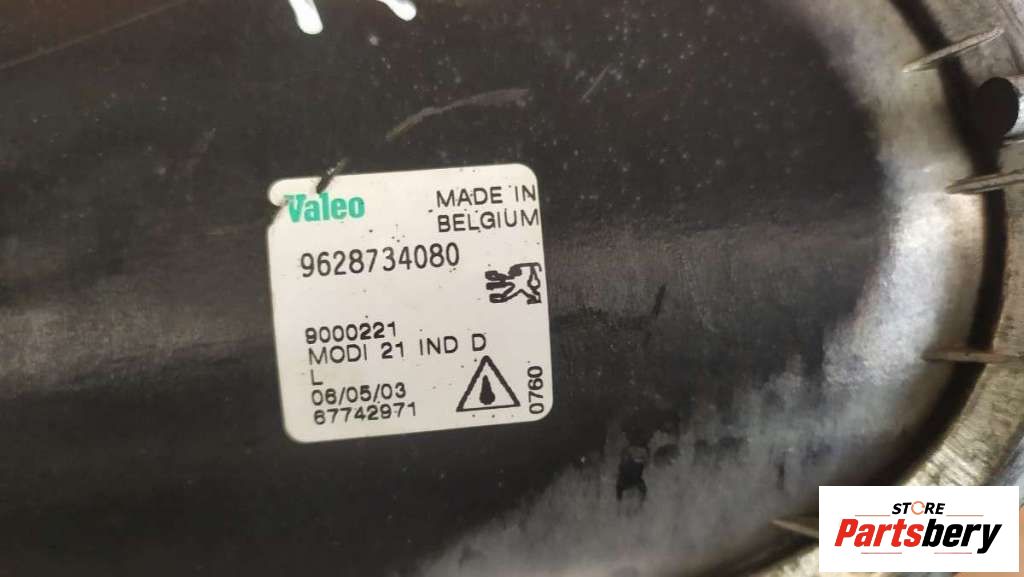 Valeo
MADE IN
BELGIUM
9628734080
9000221
MODI 21 IND D
L
06/05/03
67742971
0760
STORE
Partsbery